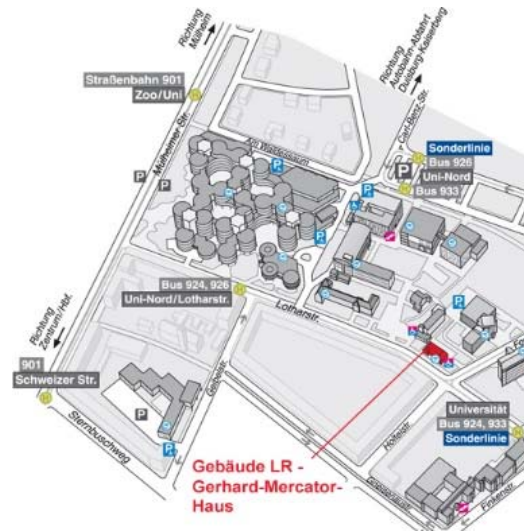 Richtung
Mülheim
Richtung
Autobahn-Abfahrt
Duisburg-Kaiserberg
Straßenbahn 901
Zoo/Uni
Mülheimer Str.
Carl-Benz-Str.
Sonderlinie
Bus 926
Uni-Nord
Bus 933
P
P
P
Bus 924, 926
Uni-Nord/Lotharstr.
Lotharstr.
Richtung
Zentrum/Hbf.
901
Schweizer Str.
Geibelstr.
P
Sternbuschweg
Universität
Bus 924, 933
Sonderlinie
Gebäude LR -
Gerhard-Mercator-
Haus